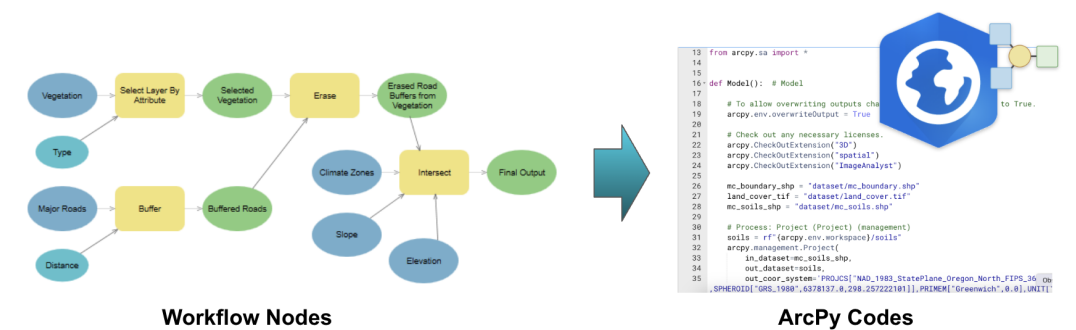 Vegetation
Select Layer By
Attribute
Selected
Vegetation
Erase
Erased Road
Buffers from
Vegetation
Type
Climate Zones
Intersect
Final Output
Major Roads
Buffer
Buffered Roads
Slope
Elevation
Distance
Workflow Nodes
13 from arcpy.sa import *
14
15
16 def Model():  # Model
17
18 # To allow overwriting outputs cha to True.
19 arcpy.env.overwriteOutput = True
20
21 # Check out any necessary licenses.
22 arcpy.CheckOutExtension("3D")
23 arcpy.CheckOutExtension("spatial")
24 arcpy.CheckOutExtension("ImageAnalyst")
25
26 mc_boundary_shp = "dataset/mc_boundary.shp"
27 land_cover_tif = "dataset/land_cover.tif"
28 mc_soils_shp = "dataset/mc_soils.shp"
29
30 # Process: Project (Project) (management)
31 soils = rf"{arcpy.env.workspace}/soils"
32 arcpy.management.Project(
33 in_dataset=mc_soils_shp,
34 out_dataset=soils,
35 out_coor_system='PROJCS["NAD_1983_StatePlane_Oregon_North_FIPS_36 Ob
,SPHEROID["GRS_1980",6378137.0,298.257222101]],PRIMEM["Greenwich",0.0],UNIT["
ArcPy Codes